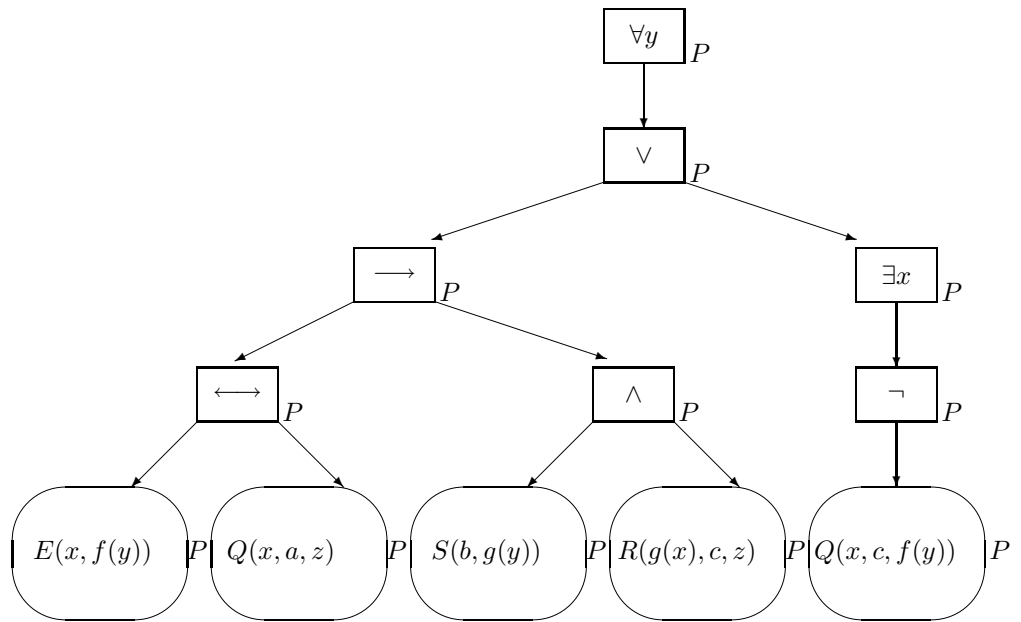 ∀y
P
∨
P
⟶
P
∃x
P
⟷
P
∧
P
¬
P
E(x, f(y))
P
Q(x, a, z)
P
S(b, g(y))
P
R(g(x), c, z)
P
Q(x, c, f(y))
P